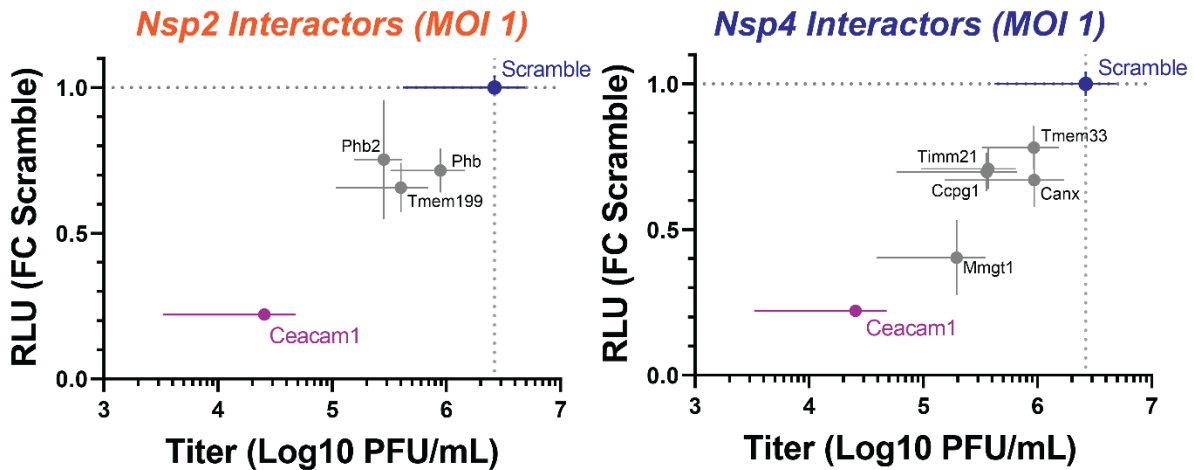 Nsp2 Interactors (MOI 1)
RLU (FC Scramble)
1.0
0.5
0.0
Scramble
Phb2
Phb
Tmem199
Ceacam1
3 4 5 6 7
Titer (Log10 PFU/mL)
Nsp4 Interactors (MOI 1)
RLU (FC Scramble)
1.0
0.5
0.0
Scramble
Tmem33
Timm21
Ccpg1
Canx
Mmgt1
Ceacam1
3 4 5 6 7
Titer (Log10 PFU/mL)